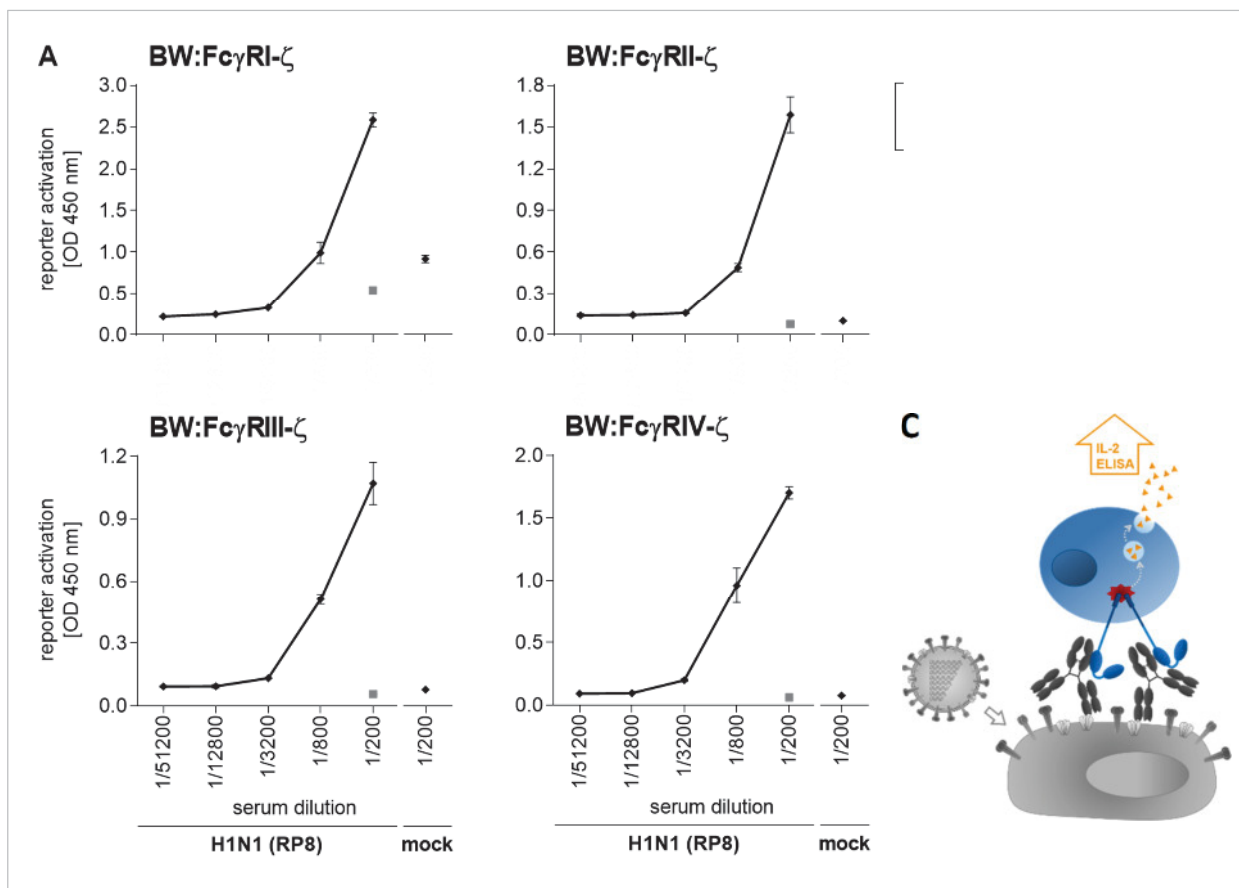 A
BW:FcγRI-ζ
3.0
2.5
2.0
1.5
1.0
0.5
0.0
reporter activation
[OD 450 nm]
BW:FcγRII-ζ
1.8
1.5
1.2
0.9
0.6
0.3
0.0
BW:FcγRIII-ζ
1.2
0.9
0.6
0.3
0.0
reporter activation
[OD 450 nm]
1/51200
1/12800
1/3200
1/800
1/200
1/200
serum dilution
H1N1 (RP8)
mock
BW:FcγRIV-ζ
2.0
1.5
1.0
0.5
0.0
1/51200
1/12800
1/3200
1/800
1/200
1/200
serum dilution
H1N1 (RP8)
mock
C
IL-2
ELISA